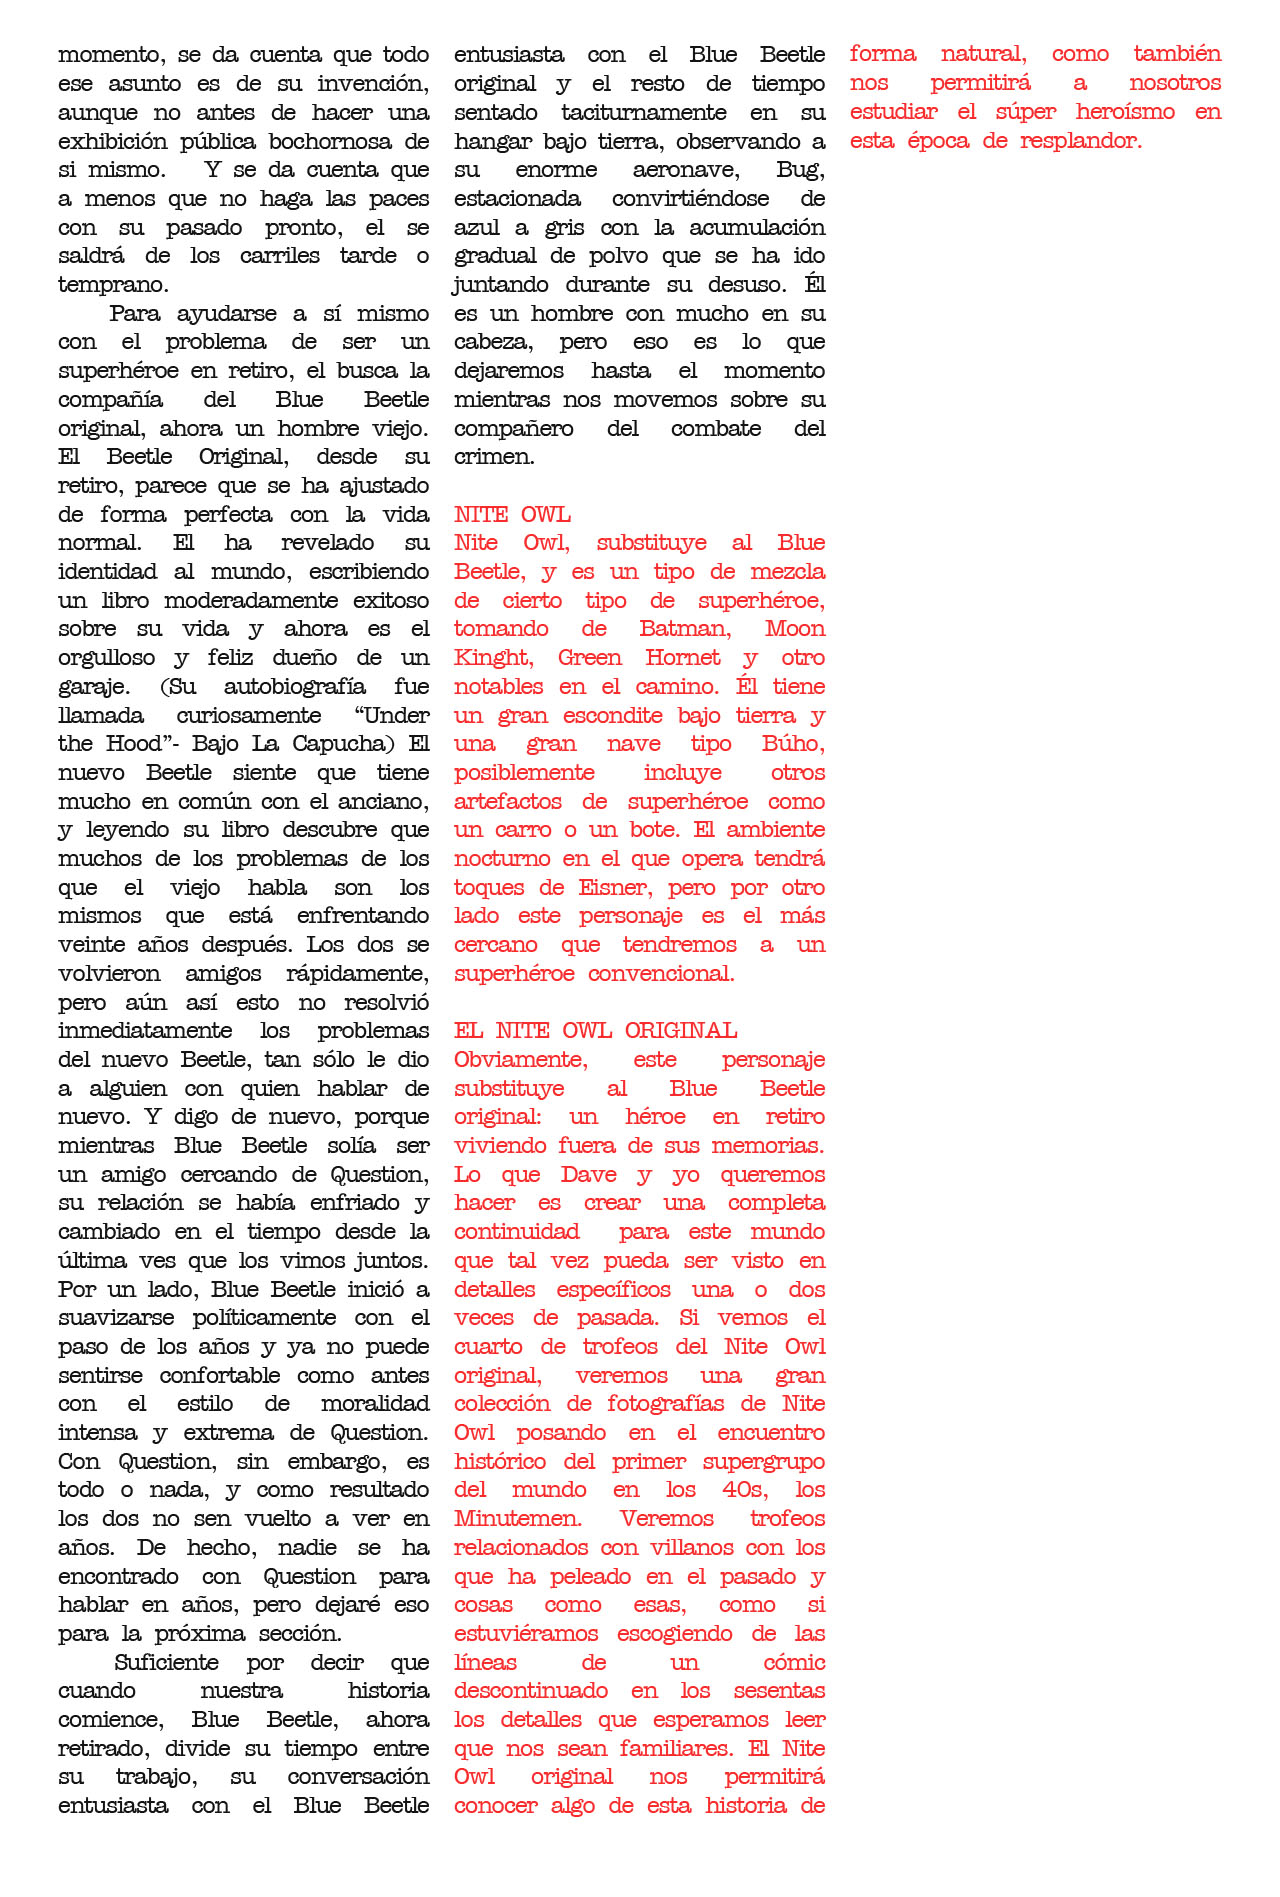 momento, se da cuenta que todo
ese asunto es de su invención,
aunque no antes de hacer una
exhibición pública bochornosa de
si mismo. Y se da cuenta que
a menos que no haga las paces
con su pasado pronto, el se
saldrá de los carriles tarde o
temprano.
Para ayudarse a sí mismo
con el problema de ser un
superhéroe en retiro, el busca la
compañía del Blue Beetle
original, ahora un hombre viejo.
El Beetle Original, desde su
retiro, parece que se ha ajustado
de forma perfecta con la vida
normal. El ha revelado su
identidad al mundo, escribiendo
un libro moderadamente exitoso
sobre su vida y ahora es el
orgulloso y feliz dueño de un
garaje. (Su autobiografía fue
llamada curiosamente “Under
the Hood”- Bajo La Capucha) El
nuevo Beetle siente que tiene
mucho en común con el anciano,
y leyendo su libro descubre que
muchos de los problemas de los
que el viejo habla son los
mismos que está enfrentando
veinte años después. Los dos se
volvieron amigos rápidamente,
pero aún así esto no resolvió
inmediatamente los problemas
del nuevo Beetle, tan sólo le dio
a alguien con quien hablar de
nuevo. Y digo de nuevo, porque
mientras Blue Beetle solía ser
un amigo cercando de Question,
su relación se había enfriado y
cambiado en el tiempo desde la
última ves que los vimos juntos.
Por un lado, Blue Beetle inició a
suavizarse políticamente con el
paso de los años y ya no puede
sentirse confortable como antes
con el estilo de moralidad
intensa y extrema de Question.
Con Question, sin embargo, es
todo o nada, y como resultado
los dos no sen vuelto a ver en
años. De hecho, nadie se ha
encontrado con Question para
hablar en años, pero dejaré eso
para la próxima sección.
Suficiente por decir que
cuando nuestra historia
comience, Blue Beetle, ahora
retirado, divide su tiempo entre
su trabajo, su conversación
entusiasta con el Blue Beetle
entusiasta con el Blue Beetle
original y el resto de tiempo
sentado taciturnamente en su
hangar bajo tierra, observando a
su enorme aeronave, Bug,
estacionada convirtiéndose de
azul a gris con la acumulación
gradual de polvo que se ha ido
juntando durante su desuso. Él
es un hombre con mucho en su
cabeza, pero eso es lo que
dejaremos hasta el momento
mientras nos movemos sobre su
compañero del combate del
crimen.
NITE OWL
Nite Owl, substituye al Blue
Beetle, y es un tipo de mezcla
de cierto tipo de superhéroe,
tomando de Batman, Moon
Kinght, Green Hornet y otro
notables en el camino. Él tiene
un gran escondite bajo tierra y
una gran nave tipo Búho,
posiblemente incluye otros
artefactos de superhéroe como
un carro o un bote. El ambiente
nocturno en el que opera tendrá
toques de Eisner, pero por otro
lado este personaje es el más
cercano que tendremos a un
superhéroe convencional.
EL NITE OWL ORIGINAL
Obviamente, este personaje
substituye al Blue Beetle
original: un héroe en retiro
viviendo fuera de sus memorias.
Lo que Dave y yo queremos
hacer es crear una completa
continuidad para este mundo
que tal vez pueda ser visto en
detalles específicos una o dos
veces de pasada. Si vemos el
cuarto de trofeos del Nite Owl
original, veremos una gran
colección de fotografías de Nite
Owl posando en el encuentro
histórico del primer supergrupo
del mundo en los 40s, los
Minutemen. Veremos trofeos
relacionados con villanos con los
que ha peleado en el pasado y
cosas como esas, como si
estuviéramos escogiendo de las
líneas de un cómic
descontinuado en los sesentas
los detalles que esperamos leer
que nos sean familiares. El Nite
Owl original nos permitirá
conocer algo de esta historia de
forma natural, como también
nos permitirá a nosotros
estudiar el súper heroísmo en
esta época de resplandor.